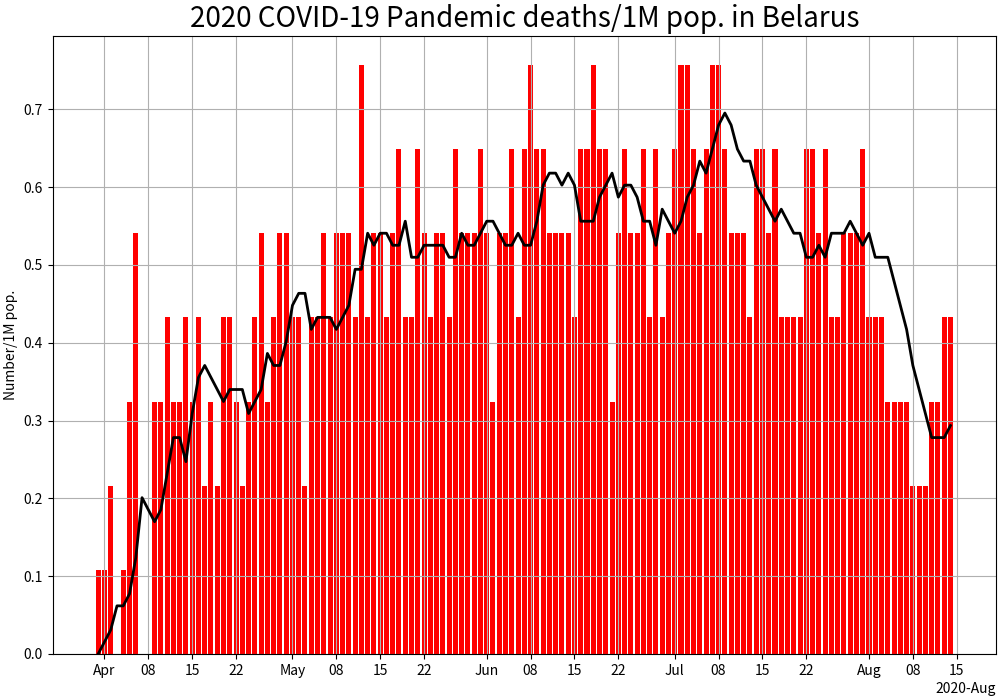 2020 COVID-19 Pandemic deaths/1M pop. in Belarus
Number/1M pop.
0.7
0.6
0.5
0.4
0.3
0.2
0.1
0.0
Apr 08 15 22 May 08 15 22 Jun 08 15 22 Jul 08 15 22 Aug 08 15
2020-Aug